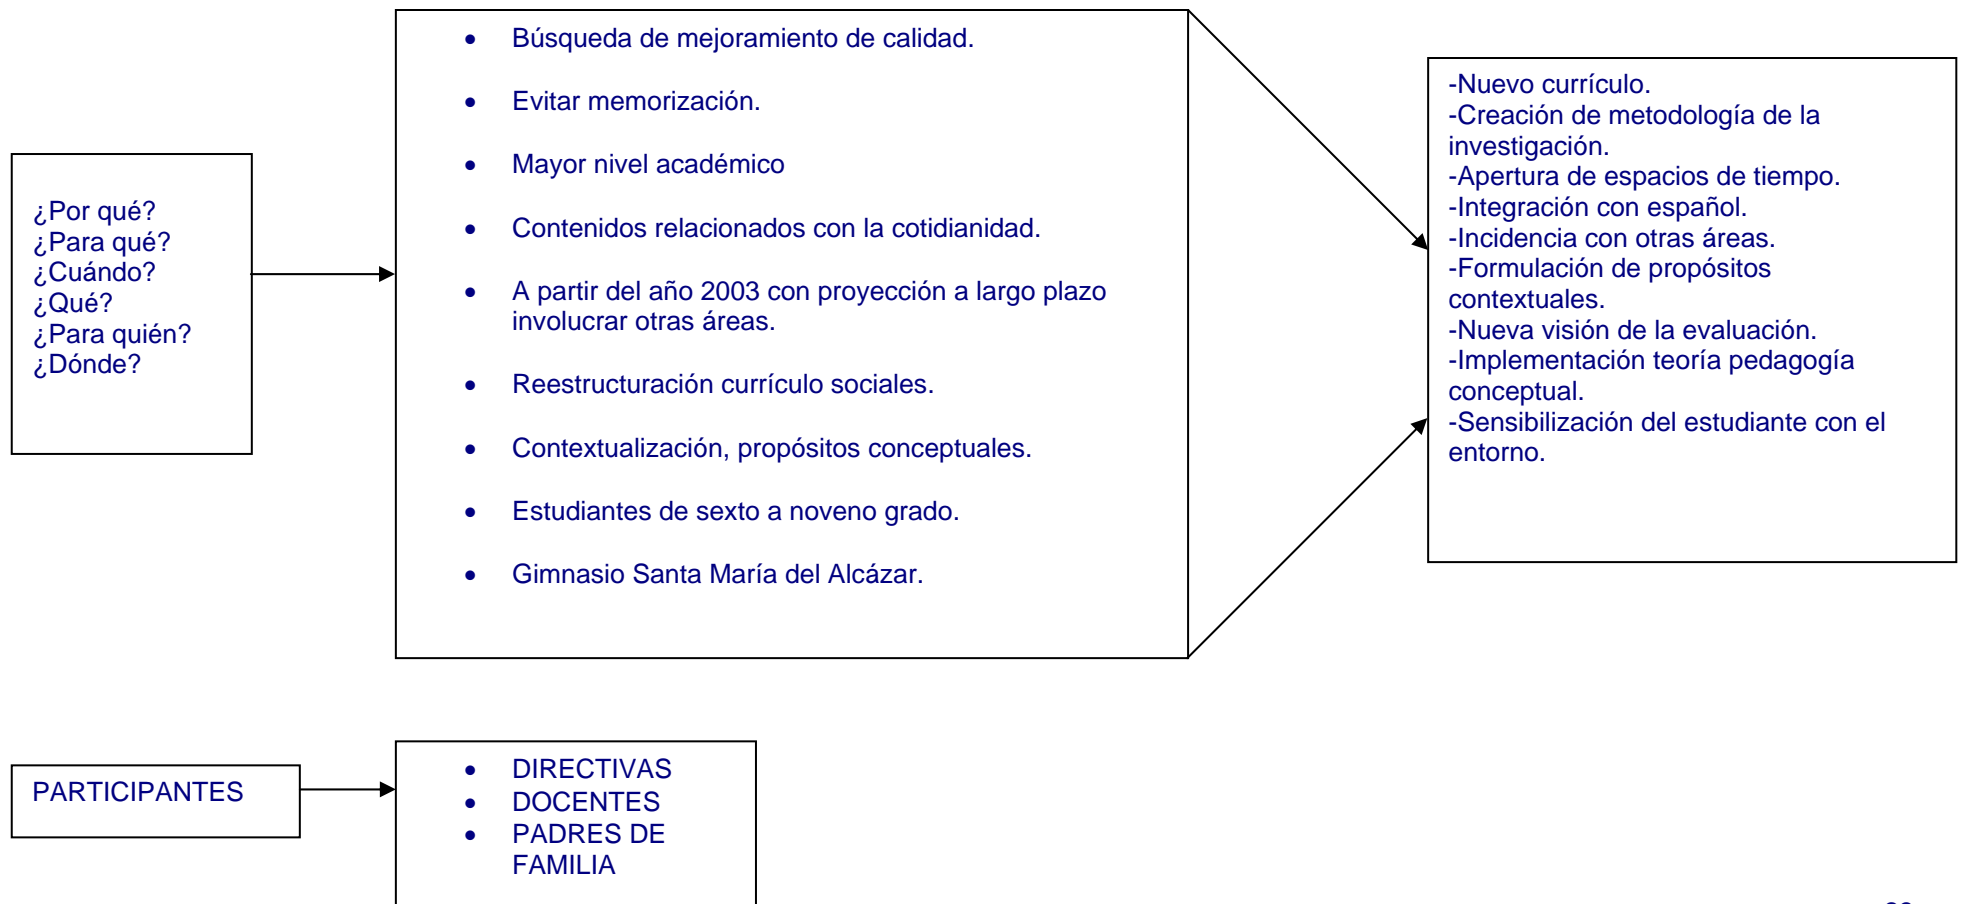 ¿Por qué?
¿Para qué?
¿Cuándo?
¿Qué?
¿Para quién?
¿Dónde?
• Búsqueda de mejoramiento de calidad.
• Evitar memorización.
• Mayor nivel académico
• Contenidos relacionados con la cotidianidad.
• A partir del año 2003 con proyección a largo plazo
involucrar otras áreas.
• Reestructuración currículo sociales.
• Contextualización, propósitos conceptuales.
• Estudiantes de sexto a noveno grado.
• Gimnasio Santa María del Alcázar.
-Nuevo currículo.
-Creación de metodología de la
investigación.
-Apertura de espacios de tiempo.
-Integración con español.
-Incidencia con otras áreas.
-Formulación de propósitos
contextuales.
-Nueva visión de la evaluación.
-Implementación teoría pedagogía
conceptual.
-Sensibilización del estudiante con el
entorno.
PARTICIPANTES
• DIRECTIVAS
• DOCENTES
• PADRES DE
FAMILIA